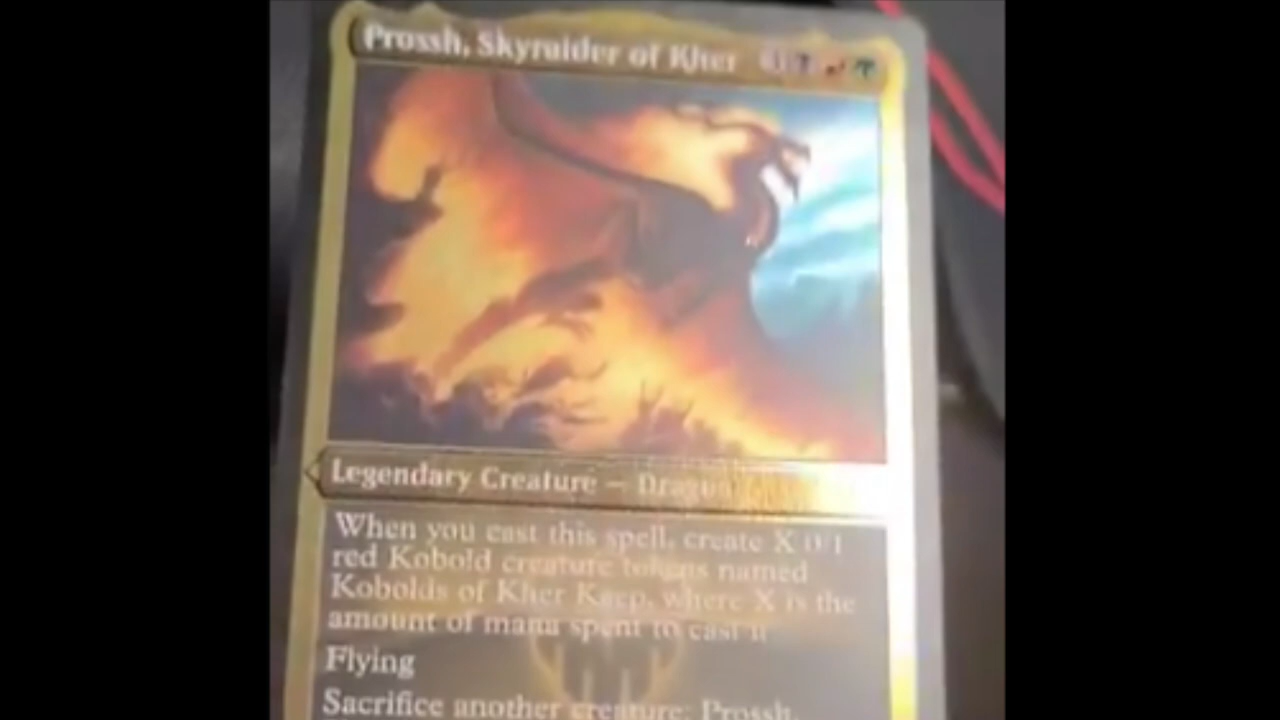 Prossh, Skyraider of Kher
Legendary Creature — Dragon
When you cast this spell, create X 0/1
red Kobold creature tokens named
Kobolds of Kher Keep, where X is the
amount of mana spent to cast it.
Flying
Sacrifice another creature: Prossh,